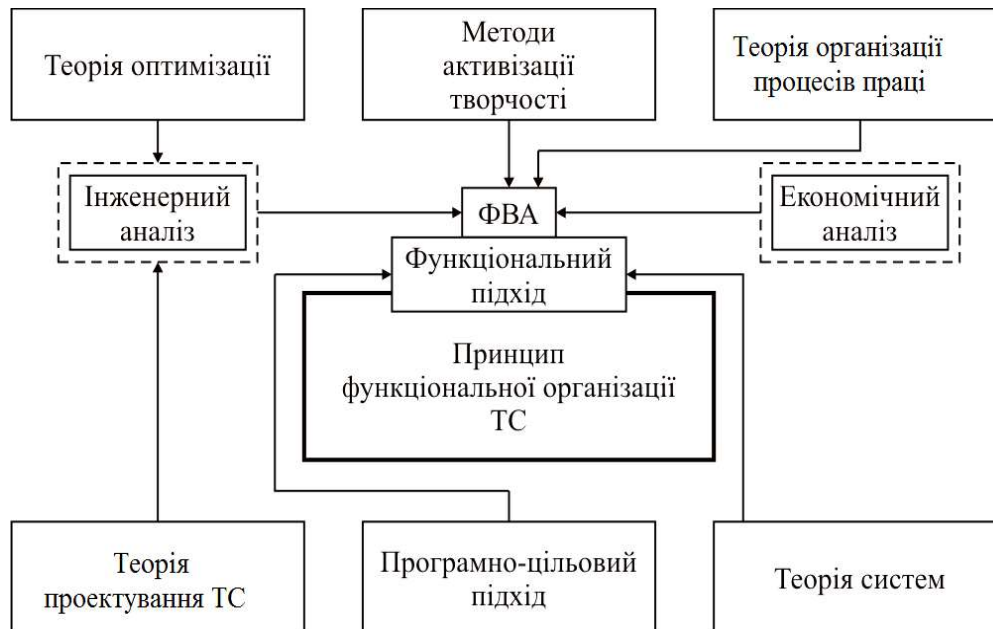 Теорія оптимізації
Методи
активізації
творчості
Теорія організації
процесів праці
Інженерний
аналіз
ФВА
Економічний
аналіз
Функціональний
підхід
Принцип
функціональної організації
ТС
Теорія
проектування ТС
Програмно-цільовий
підхід
Теорія систем